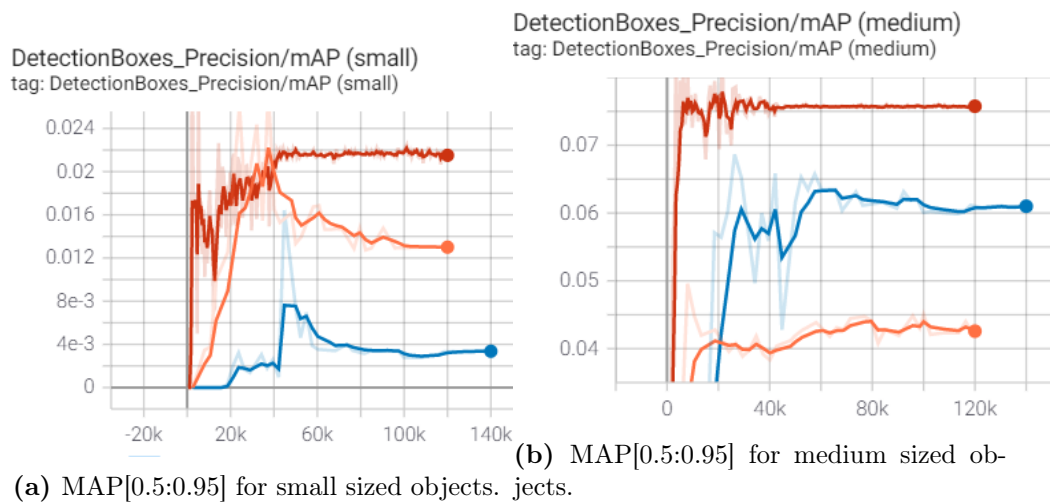 DetectionBoxes_Precision/mAP (small)
tag: DetectionBoxes_Precision/mAP (small)
0.024
0.02
0.016
0.012
8e-3
4e-3
0
-20k
20k
60k
100k
140k
(a) MAP[0.5:0.95] for small sized objects.
DetectionBoxes_Precision/mAP (medium)
tag: DetectionBoxes_Precision/mAP (medium)
0.07
0.06
0.05
0.04
0
40k
80k
120k
(b) MAP[0.5:0.95] for medium sized ob-
jects.